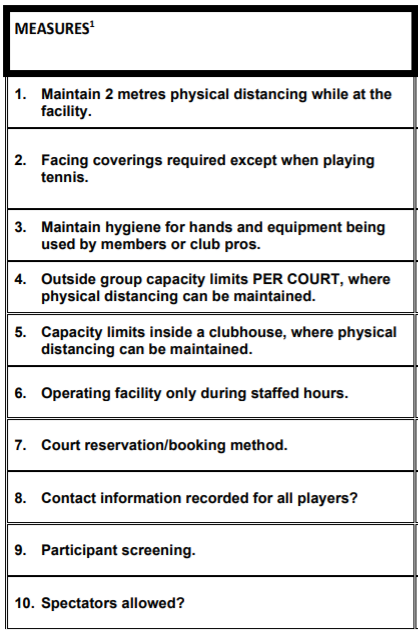 MEASURES¹
1. Maintain 2 metres physical distancing while at the
facility.
2. Facing coverings required except when playing
tennis.
3. Maintain hygiene for hands and equipment being
used by members or club pros.
4. Outside group capacity limits PER COURT, where
physical distancing can be maintained.
5. Capacity limits inside a clubhouse, where physical
distancing can be maintained.
6. Operating facility only during staffed hours.
7. Court reservation/booking method.
8. Contact information recorded for all players?
9. Participant screening.
10. Spectators allowed?